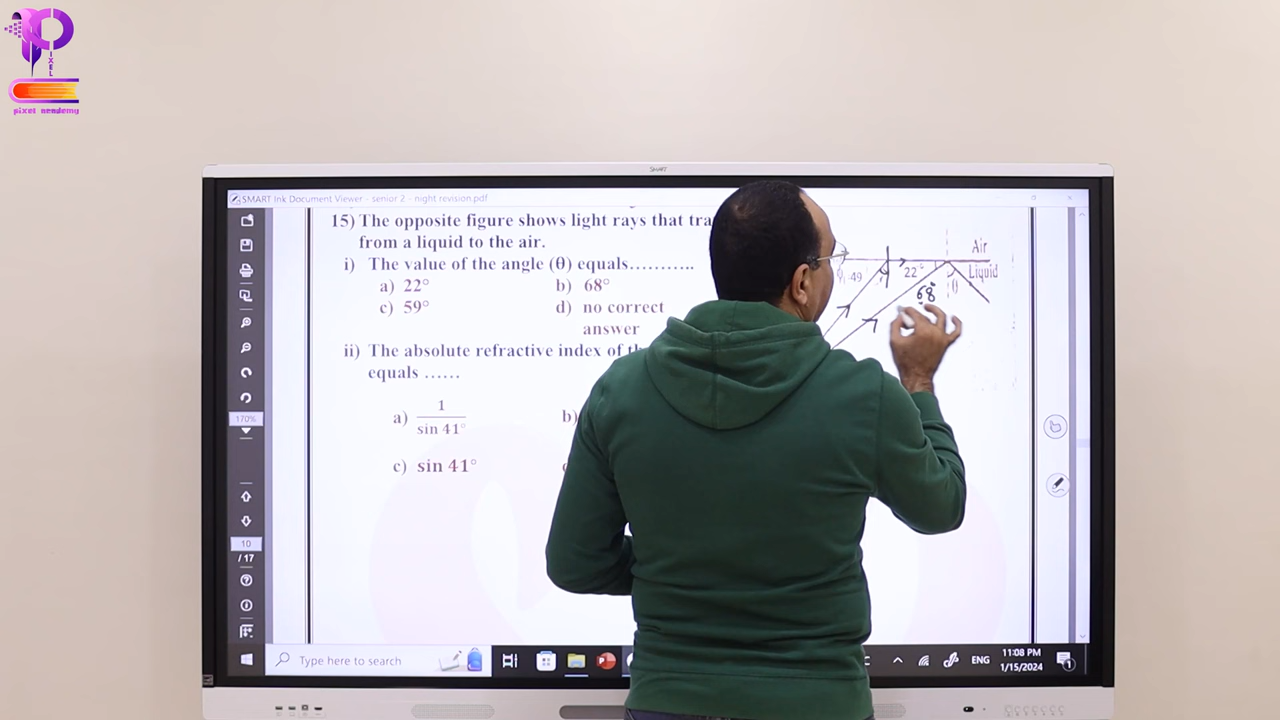 PIXEL
pixel academy
SMART
SMART Ink Document Viewer - senior 2 - night revision.pdf
15) The opposite figure shows light rays that tra
from a liquid to the air.
i) The value of the angle (θ) equals...........
a) 22°
b) 68°
c) 59°
d) no correct
answer
ii) The absolute refractive index of th
equals ......
a) 1
sin 41°
b)
c) sin 41°
Air
Liquid
49
22°
θ
68°
170%
10
/ 17
Type here to search
ENG
11:08 PM
1/15/2024
1